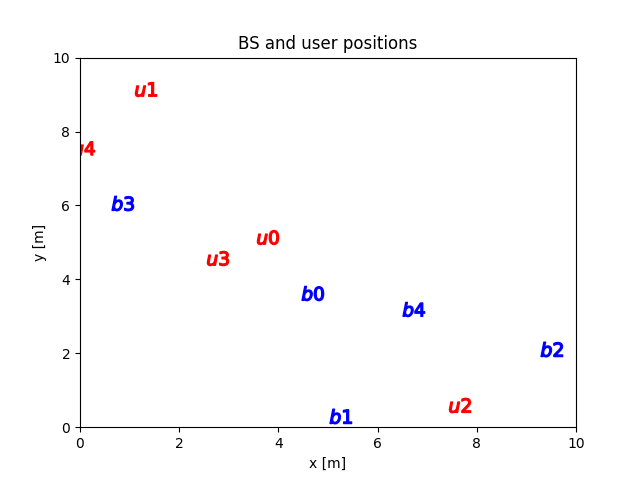 BS and user positions
10
u1
8
u4
6
b3
u0
u3
4
b0
b4
2
b2
u2
b1
0
0 2 4 6 8 10
x [m]
y [m]